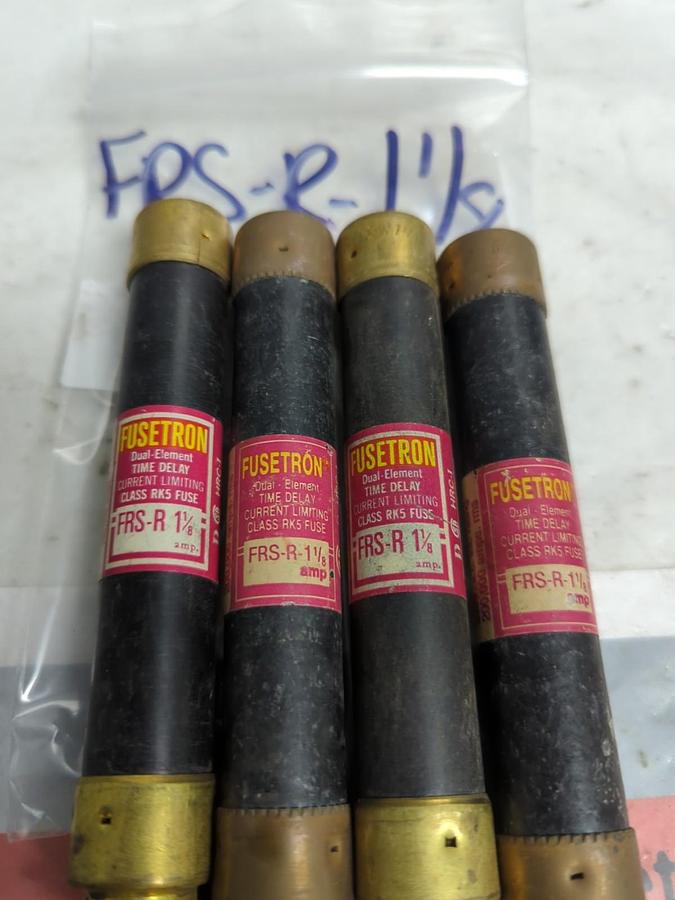 FRS-R-1 1/8
FUSETRON
Dual-Element
TIME DELAY
CURRENT LIMITING
CLASS RK5 FUSE
FRS-R 1 1/8
amp.
HRC-I
FUSETRON
Dual-Element
TIME DELAY
CURRENT LIMITING
CLASS RK5 FUSE
FRS-R-1 1/8
amp
FUSETRON
Dual-Element
TIME DELAY
CURRENT LIMITING
CLASS RK5 FUSE
FRS-R 1 1/8
amp.
HRC-I
FUSETRON
Dual-Element
TIME DELAY
CURRENT LIMITING
CLASS RK5 FUSE
FRS-R-1 1/8
amp